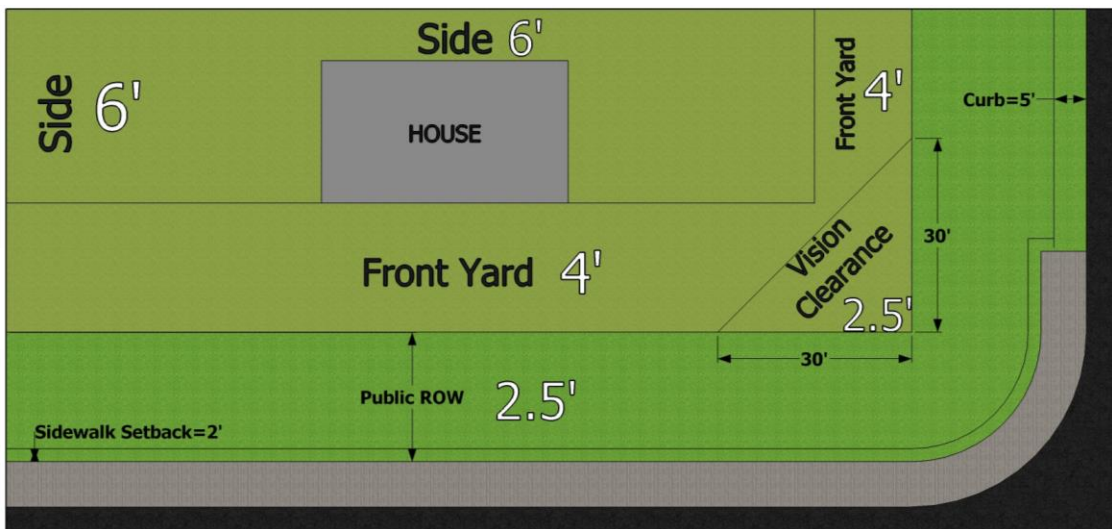 Side 6'
Side 6'
HOUSE
Front Yard 4'
Curb=5'
Front Yard 4'
Vision
Clearance
2.5'
30'
30'
Public ROW 2.5'
Sidewalk Setback=2'